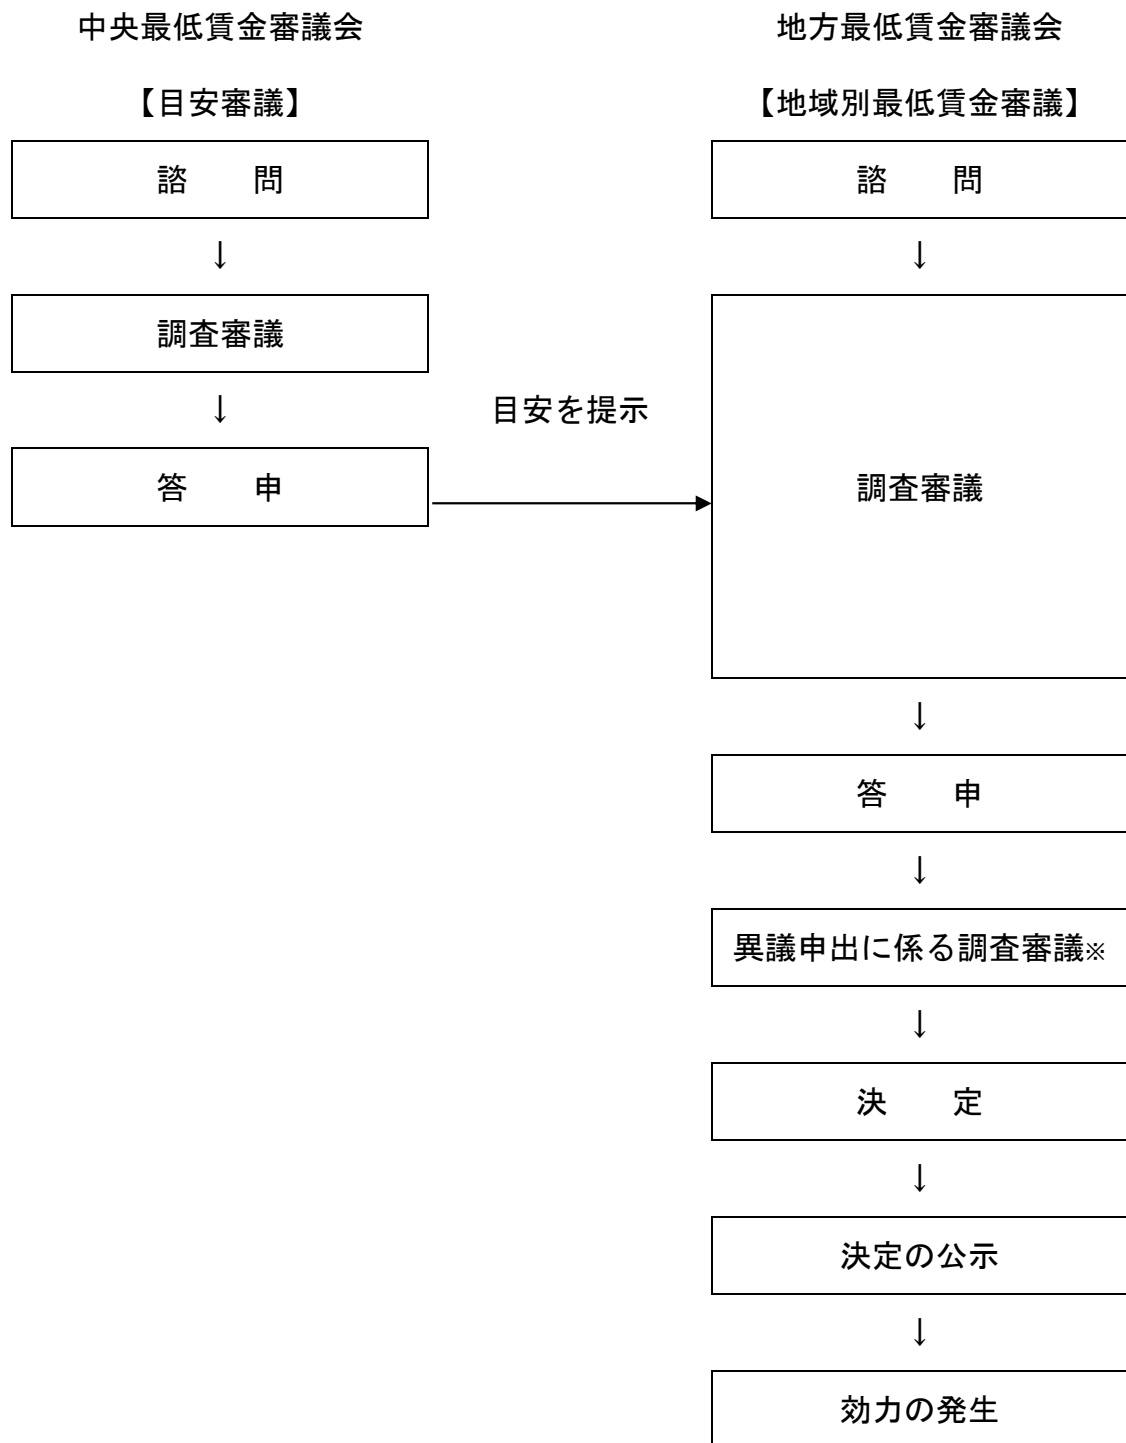 中央最低賃金審議会
【目安審議】
諮　　問
↓
調査審議
↓
答　　申
目安を提示
地方最低賃金審議会
【地域別最低賃金審議】
諮　　問
↓
調査審議
↓
答　　申
↓
異議申出に係る調査審議※
↓
決　　定
↓
決定の公示
↓
効力の発生